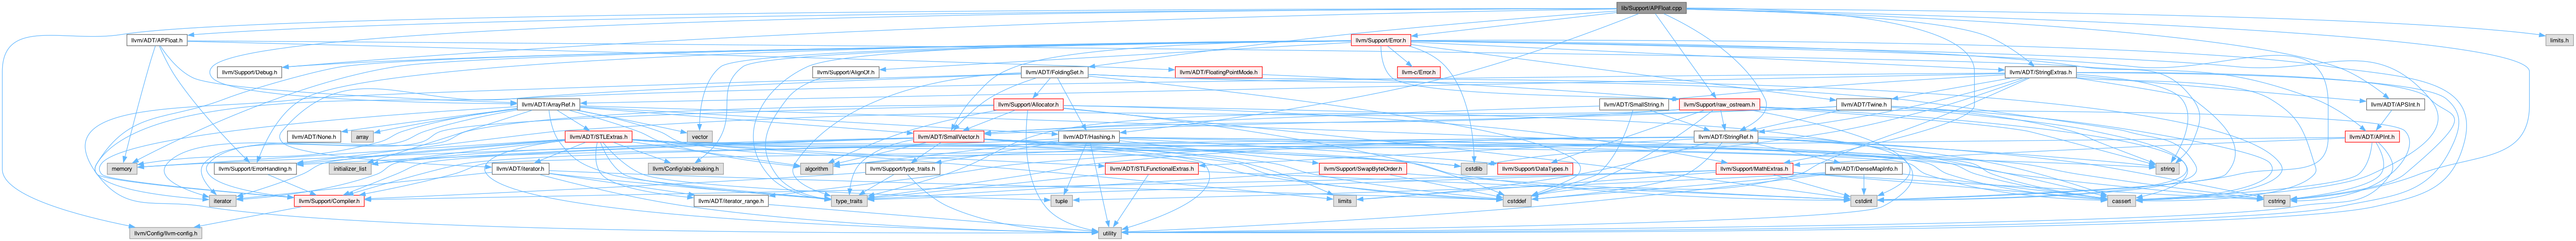 lib/Support/APFloat.cpp
llvm/ADT/APFloat.h
llvm/Support/Error.h
limits.h
llvm/Support/Debug.h
llvm/Support/AlignOf.h
llvm/ADT/FoldingSet.h
llvm/ADT/FloatingPointMode.h
llvm-c/Error.h
llvm/ADT/StringExtras.h
llvm/ADT/ArrayRef.h
llvm/Support/Allocator.h
llvm/ADT/SmallString.h
llvm/Support/raw_ostream.h
llvm/ADT/Twine.h
llvm/ADT/APSInt.h
llvm/ADT/None.h
array
llvm/ADT/STLExtras.h
vector
llvm/ADT/SmallVector.h
llvm/ADT/Hashing.h
llvm/ADT/StringRef.h
llvm/ADT/APInt.h
memory
llvm/Support/ErrorHandling.h
initializer_list
llvm/ADT/iterator.h
llvm/Config/abi-breaking.h
algorithm
llvm/Support/type_traits.h
llvm/ADT/STLFunctionalExtras.h
llvm/Support/SwapByteOrder.h
cstdlib
llvm/Support/DataTypes.h
llvm/Support/MathExtras.h
llvm/ADT/DenseMapInfo.h
string
iterator
llvm/Support/Compiler.h
llvm/ADT/iterator_range.h
type_traits
tuple
limits
cstddef
cstdint
cassert
cstring
llvm/Config/llvm-config.h
utility